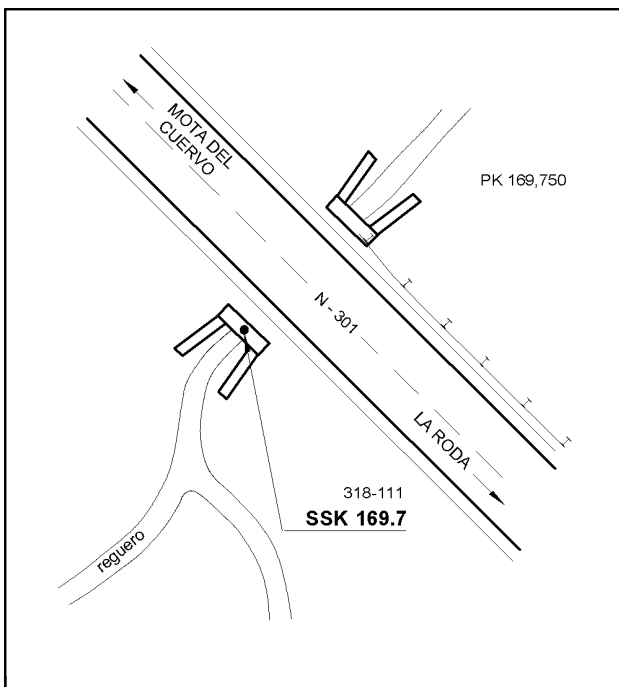 MOTA DEL
CUERVO
PK 169,750
N - 301
LA RODA
318-111
SSK 169.7
reguero